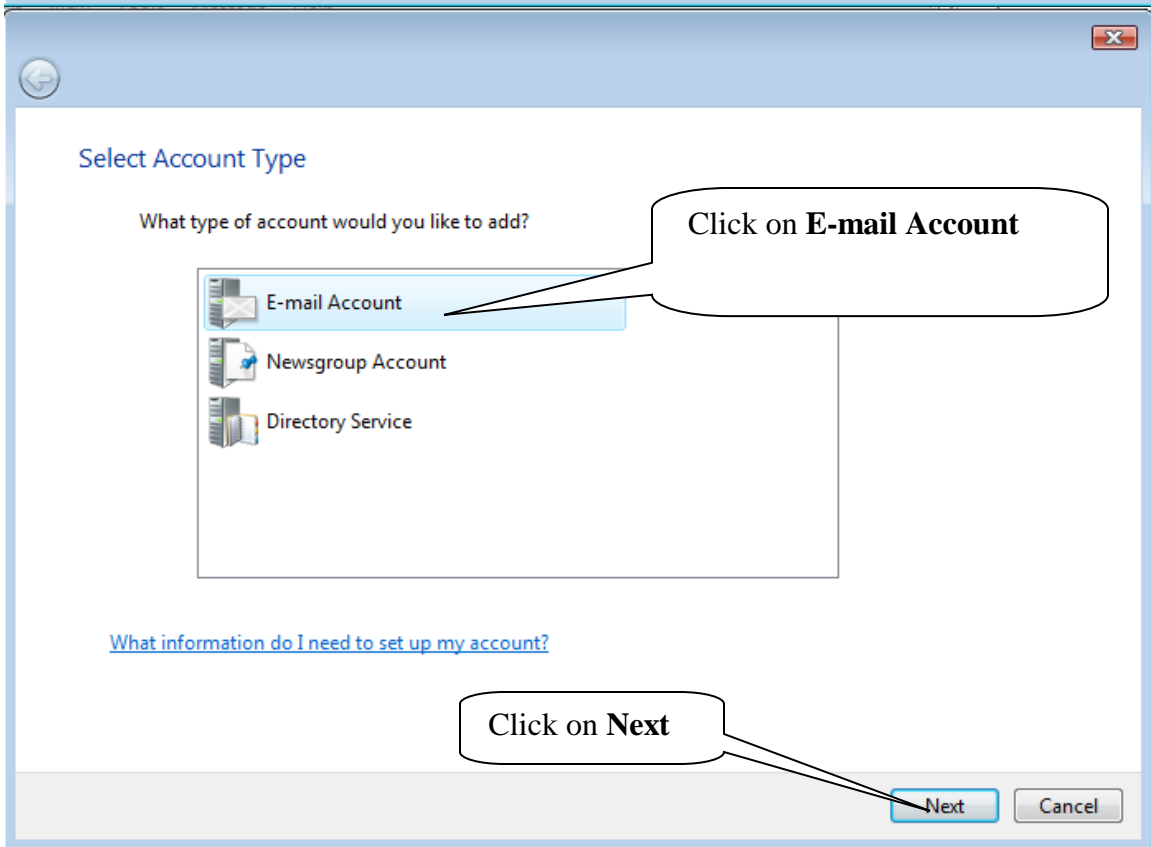 Select Account Type
What type of account would you like to add?
Click on E-mail Account
E-mail Account
Newsgroup Account
Directory Service
What information do I need to set up my account?
Click on Next
Next
Cancel